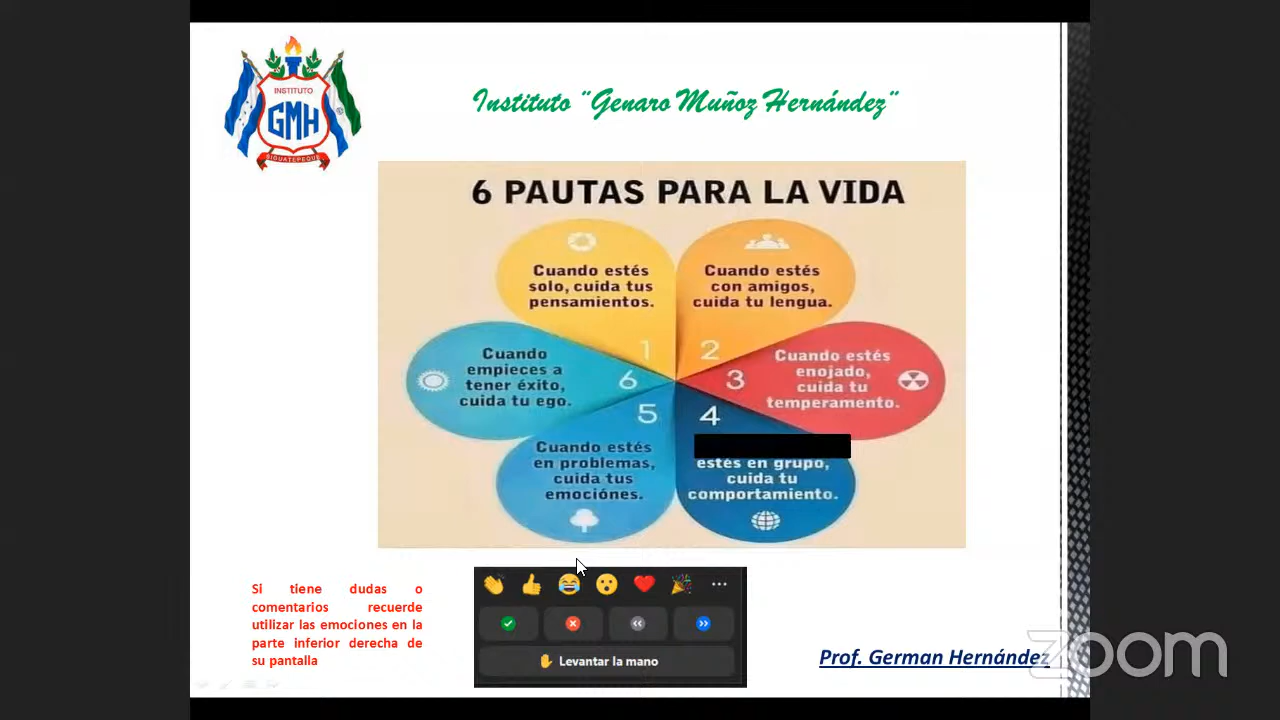 INSTITUTO
GMH
SIGUATEPEQUE
Instituto "Genaro Muñoz Hernández"
6 PAUTAS PARA LA VIDA
Cuando estés
solo, cuida tus
pensamientos.
1
Cuando estés
con amigos,
cuida tu lengua.
2
Cuando estés
enojado,
cuida tu
temperamento.
3
4
estés en grupo,
cuida tu
comportamiento.
5
Cuando estés
en problemas,
cuida tus
emociónes.
6
Cuando
empieces a
tener éxito,
cuida tu ego.
Si tiene dudas o
comentarios recuerde
utilizar las emociones en la
parte inferior derecha de
su pantalla
Levantar la mano
Prof. German Hernández
zoom